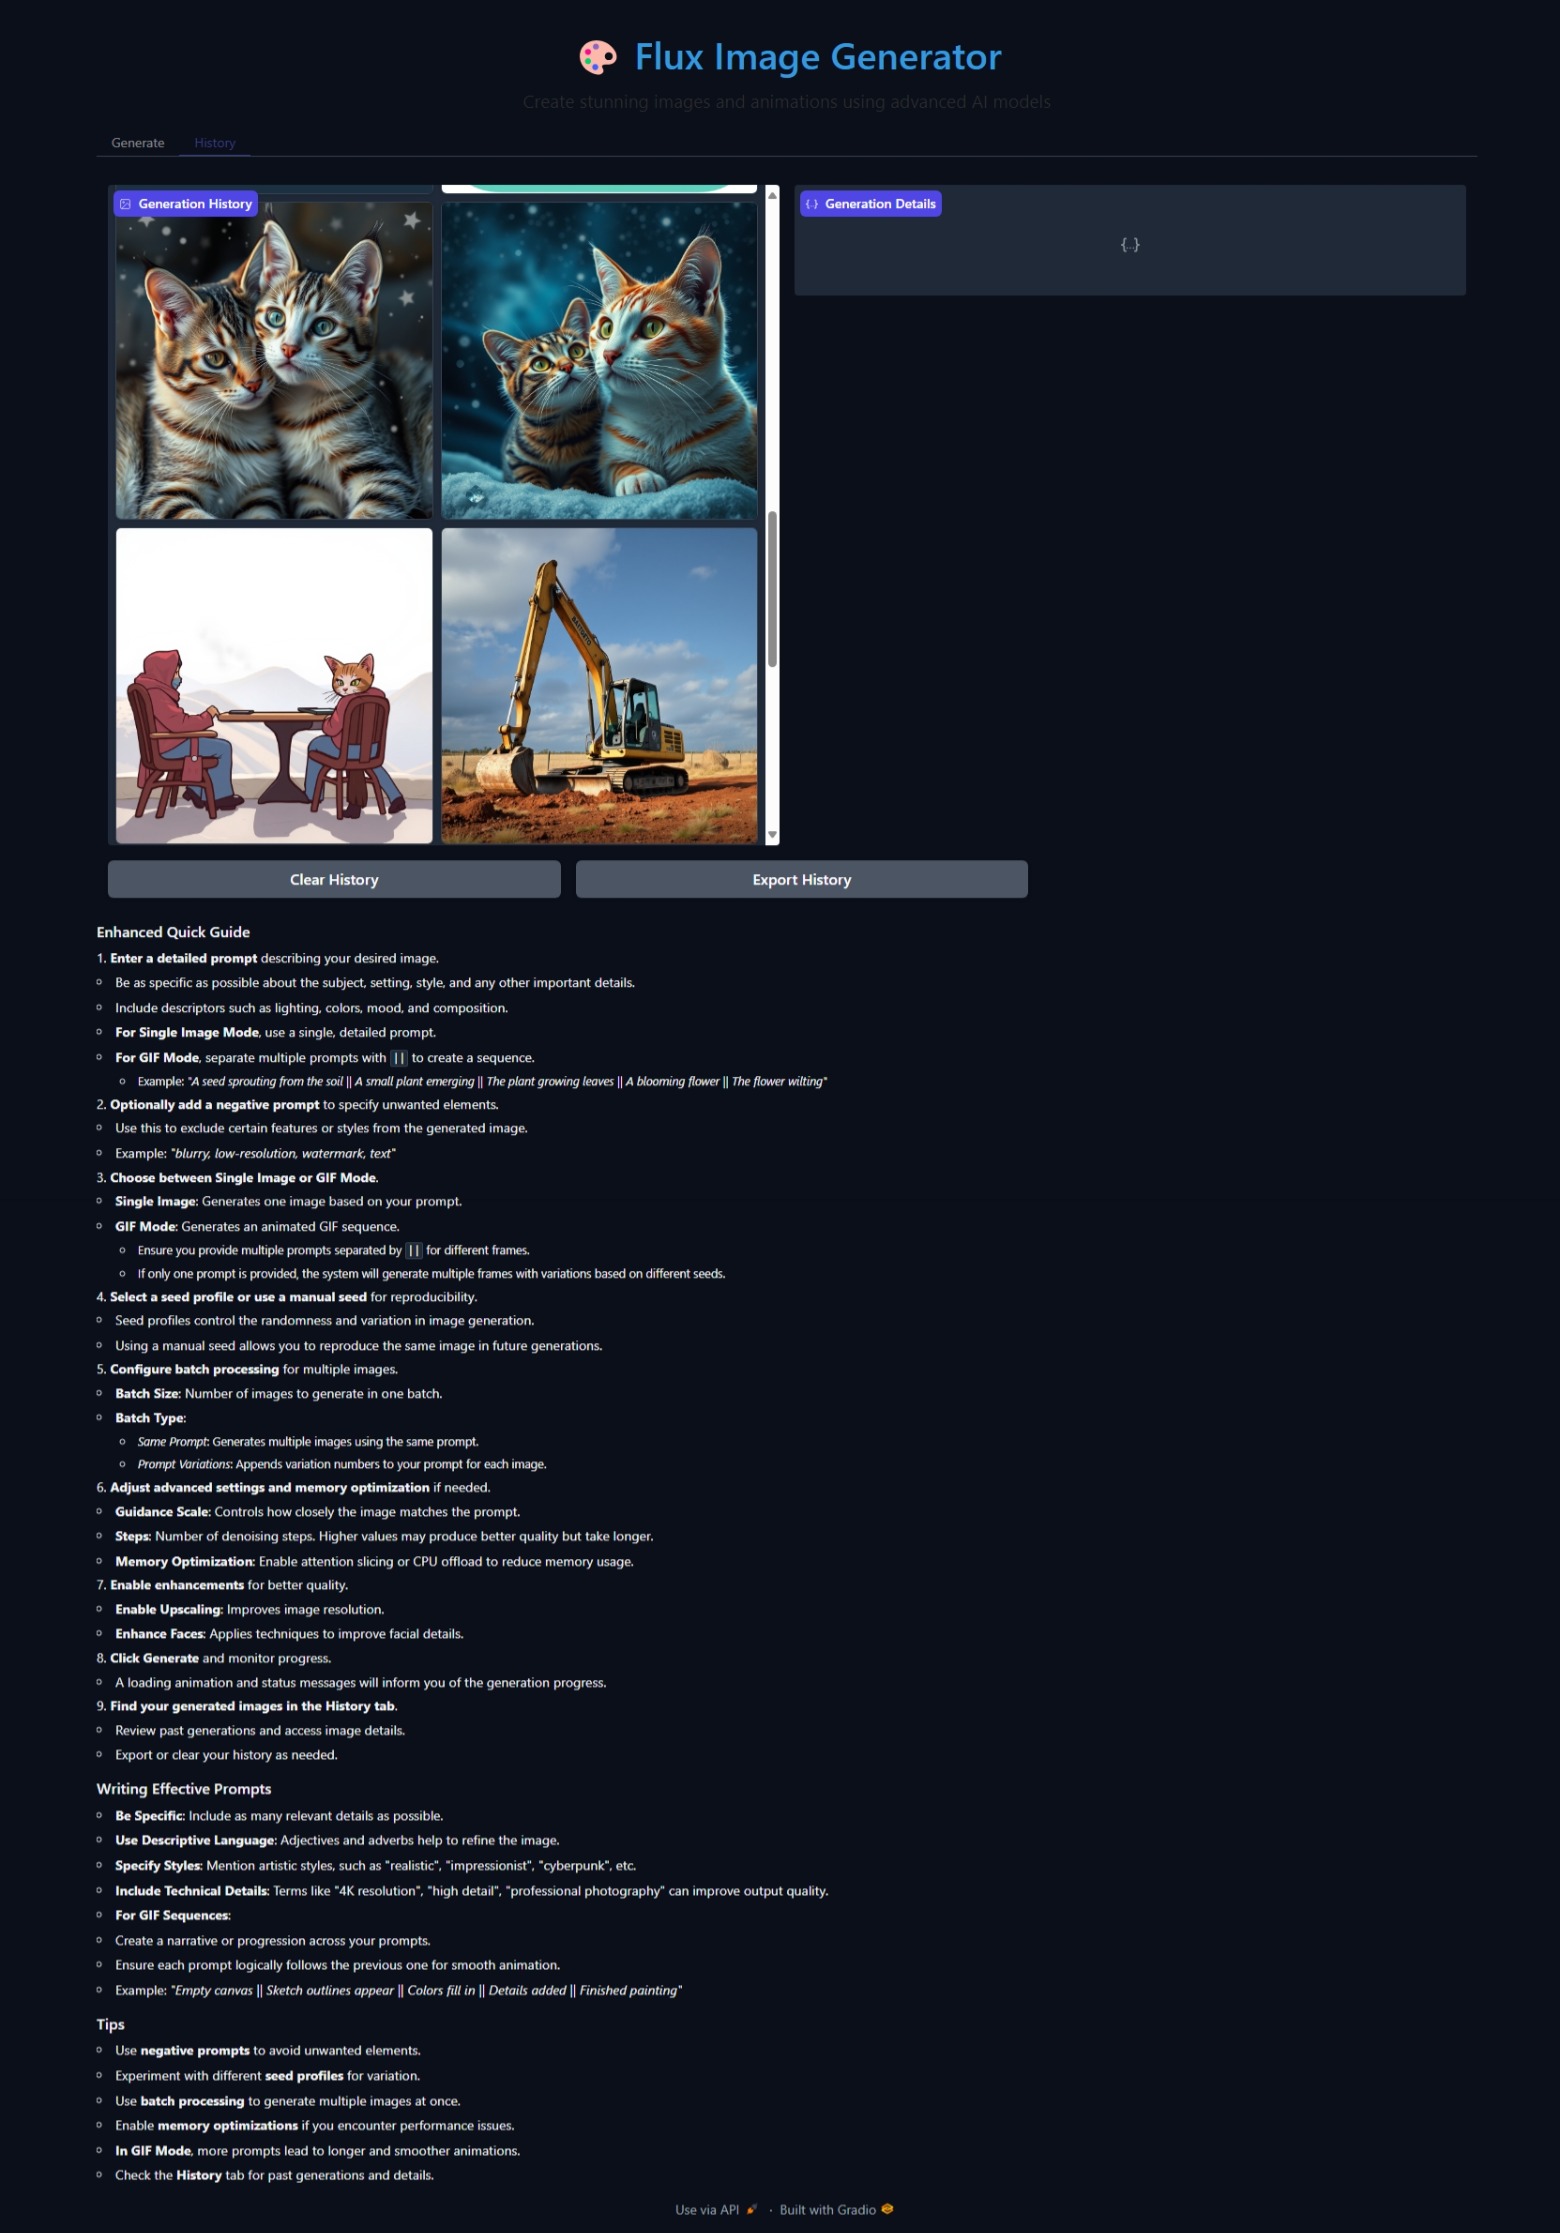 Flux Image Generator
Create stunning images and animations using advanced AI models
Generate
History
Generation History
Generation Details
{..}
Clear History
Export History
Enhanced Quick Guide
1. Enter a detailed prompt describing your desired image.
Be as specific as possible about the subject, setting, style, and any other important details.
Include descriptors such as lighting, colors, mood, and composition.
For Single Image Mode, use a single, detailed prompt.
For GIF Mode, separate multiple prompts with || to create a sequence.
Example: "A seed sprouting from the soil || A small plant emerging || The plant growing leaves || A blooming flower || The flower wilting"
2. Optionally add a negative prompt to specify unwanted elements.
Use this to exclude certain features or styles from the generated image.
Example: "blurry, low-resolution, watermark, text"
3. Choose between Single Image or GIF Mode.
Single Image: Generates one image based on your prompt.
GIF Mode: Generates an animated GIF sequence.
Ensure you provide multiple prompts separated by || for different frames.
If only one prompt is provided, the system will generate multiple frames with variations based on different seeds.
4. Select a seed profile or use a manual seed for reproducibility.
Seed profiles control the randomness and variation in image generation.
Using a manual seed allows you to reproduce the same image in future generations.
5. Configure batch processing for multiple images.
Batch Size: Number of images to generate in one batch.
Batch Type:
Same Prompt: Generates multiple images using the same prompt.
Prompt Variations: Appends variation numbers to your prompt for each image.
6. Adjust advanced settings and memory optimization if needed.
Guidance Scale: Controls how closely the image matches the prompt.
Steps: Number of denoising steps. Higher values may produce better quality but take longer.
Memory Optimization: Enable attention slicing or CPU offload to reduce memory usage.
7. Enable enhancements for better quality.
Enable Upscaling: Improves image resolution.
Enhance Faces: Applies techniques to improve facial details.
8. Click Generate and monitor progress.
A loading animation and status messages will inform you of the generation progress.
9. Find your generated images in the History tab.
Review past generations and access image details.
Export or clear your history as needed.
Writing Effective Prompts
Be Specific: Include as many relevant details as possible.
Use Descriptive Language: Adjectives and adverbs help to refine the image.
Specify Styles: Mention artistic styles, such as "realistic", "impressionist", "cyberpunk", etc.
Include Technical Details: Terms like "4K resolution", "high detail", "professional photography" can improve output quality.
For GIF Sequences:
Create a narrative or progression across your prompts.
Ensure each prompt logically follows the previous one for smooth animation.
Example: "Empty canvas || Sketch outlines appear || Colors fill in || Details added || Finished painting"
Tips
Use negative prompts to avoid unwanted elements.
Experiment with different seed profiles for variation.
Use batch processing to generate multiple images at once.
Enable memory optimizations if you encounter performance issues.
In GIF Mode, more prompts lead to longer and smoother animations.
Check the History tab for past generations and details.
Use via API · Built with Gradio